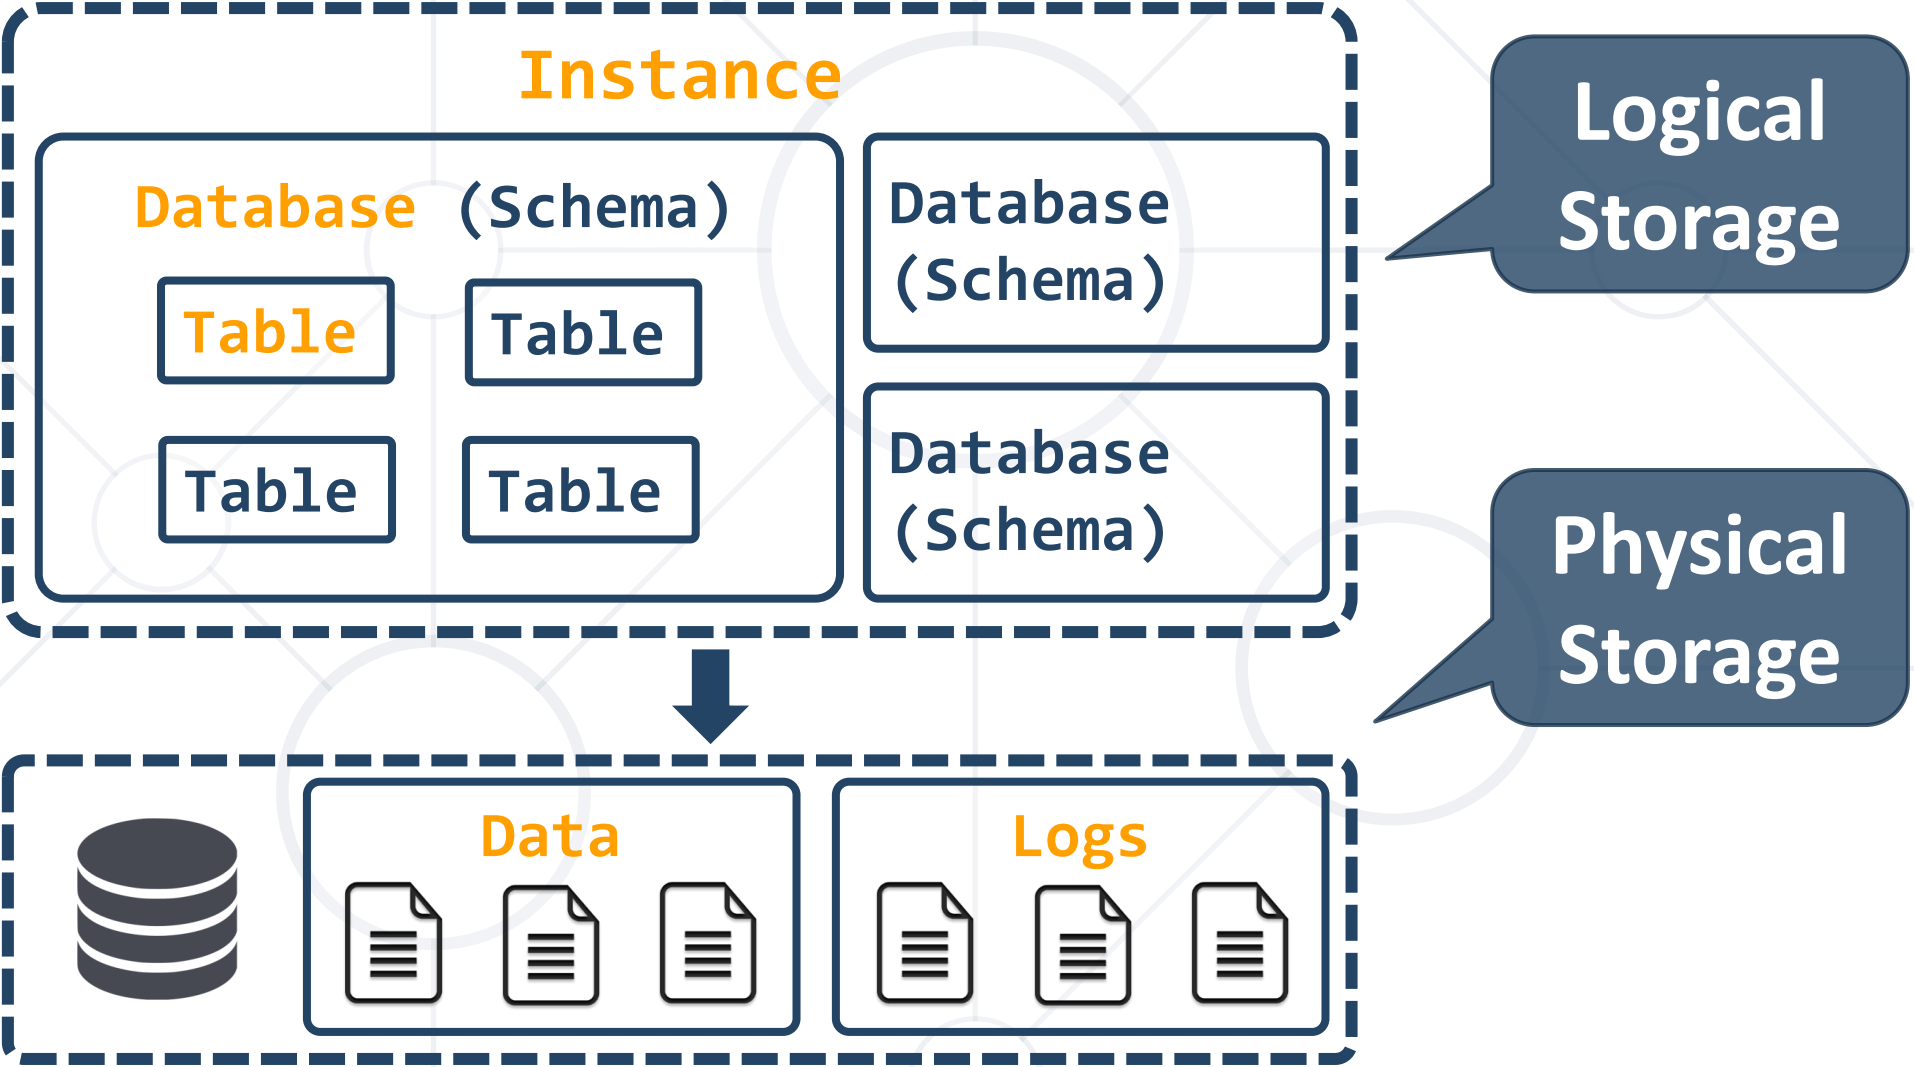 Instance
Database (Schema)
Table
Table
Table
Table
Database
(Schema)
Database
(Schema)
Logical
Storage
Physical
Storage
Data
Logs